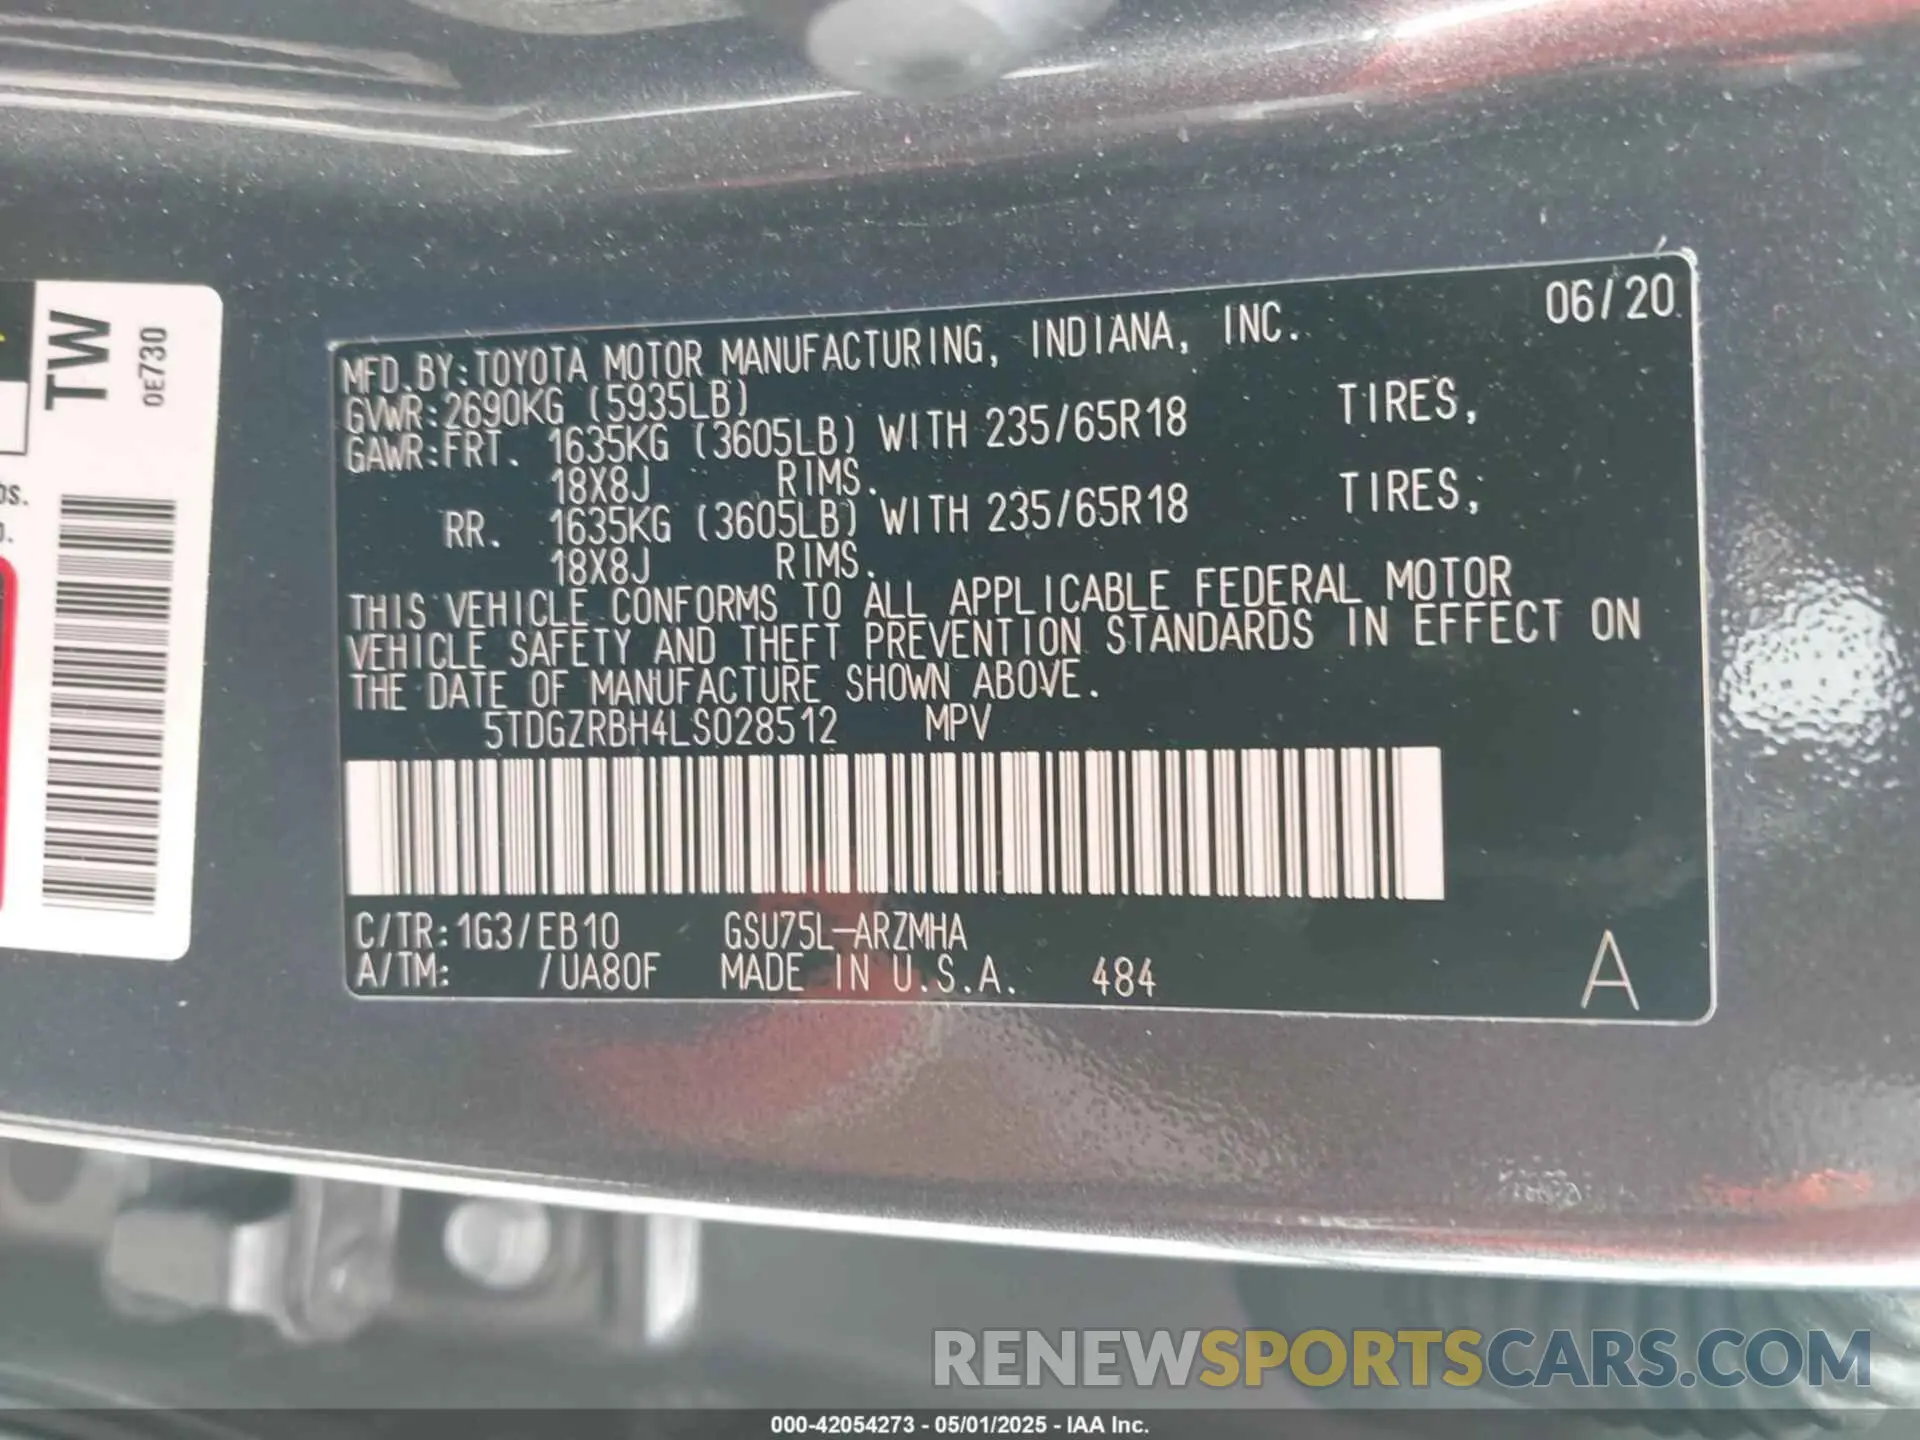 TW
0E730
bs.
06/20
MFD.BY:TOYOTA MOTOR MANUFACTURING, INDIANA, INC.
GVWR:2690KG (5935LB)
GAWR:FRT. 1635KG (3605LB) WITH 235/65R18 TIRES,
18X8J RIMS.
RR. 1635KG (3605LB) WITH 235/65R18 TIRES,
18X8J RIMS.
THIS VEHICLE CONFORMS TO ALL APPLICABLE FEDERAL MOTOR
VEHICLE SAFETY AND THEFT PREVENTION STANDARDS IN EFFECT ON
THE DATE OF MANUFACTURE SHOWN ABOVE.
5TDGZRBH4LS028512 MPV
C/TR:1G3/EB10 GSU75L-ARZMHA
A/TM: /UA80F MADE IN U.S.A. 484
A
RENEWSPORTSCARS.COM
000-42054273 - 05/01/2025 - IAA Inc.